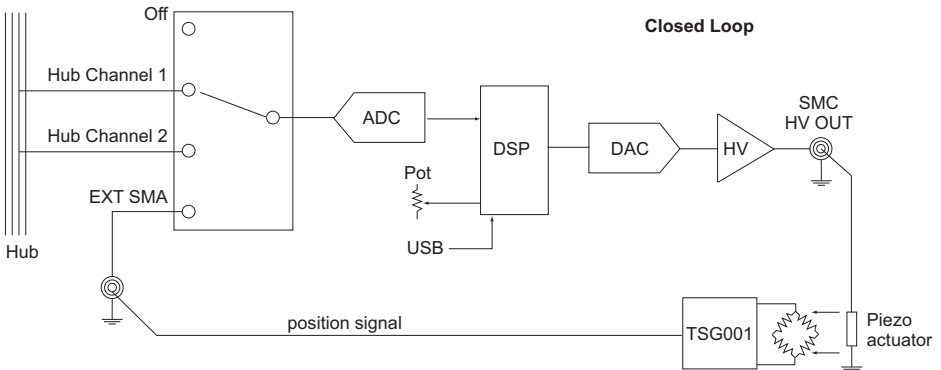 Off
Closed Loop
Hub Channel 1
ADC
SMC
HV OUT
Hub Channel 2
DSP
DAC
HV
Pot
EXT SMA
USB
Hub
position signal
TSG001
Piezo
actuator